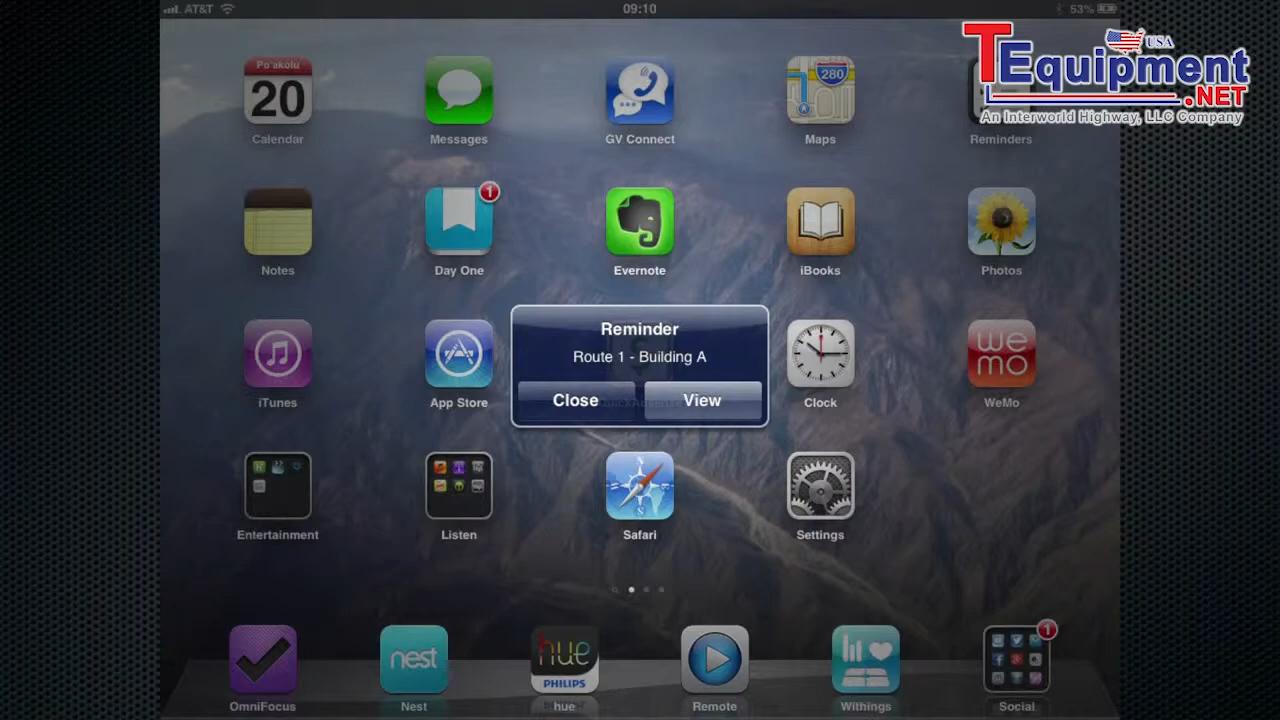 AT&T
09:10
53%
USA
TEquipment
.NET
An Interworld Highway, LLC Company
Poʻakolu
20
280
Calendar
Messages
GV Connect
Maps
Reminders
1
Notes
Day One
Evernote
iBooks
Photos
Reminder
Route 1 - Building A
Close
View
we
mo
iTunes
App Store
Clock
WeMo
Entertainment
Listen
Safari
Settings
nest
hue
PHILIPS
1
OmniFocus
Nest
hue
Remote
Withings
Social